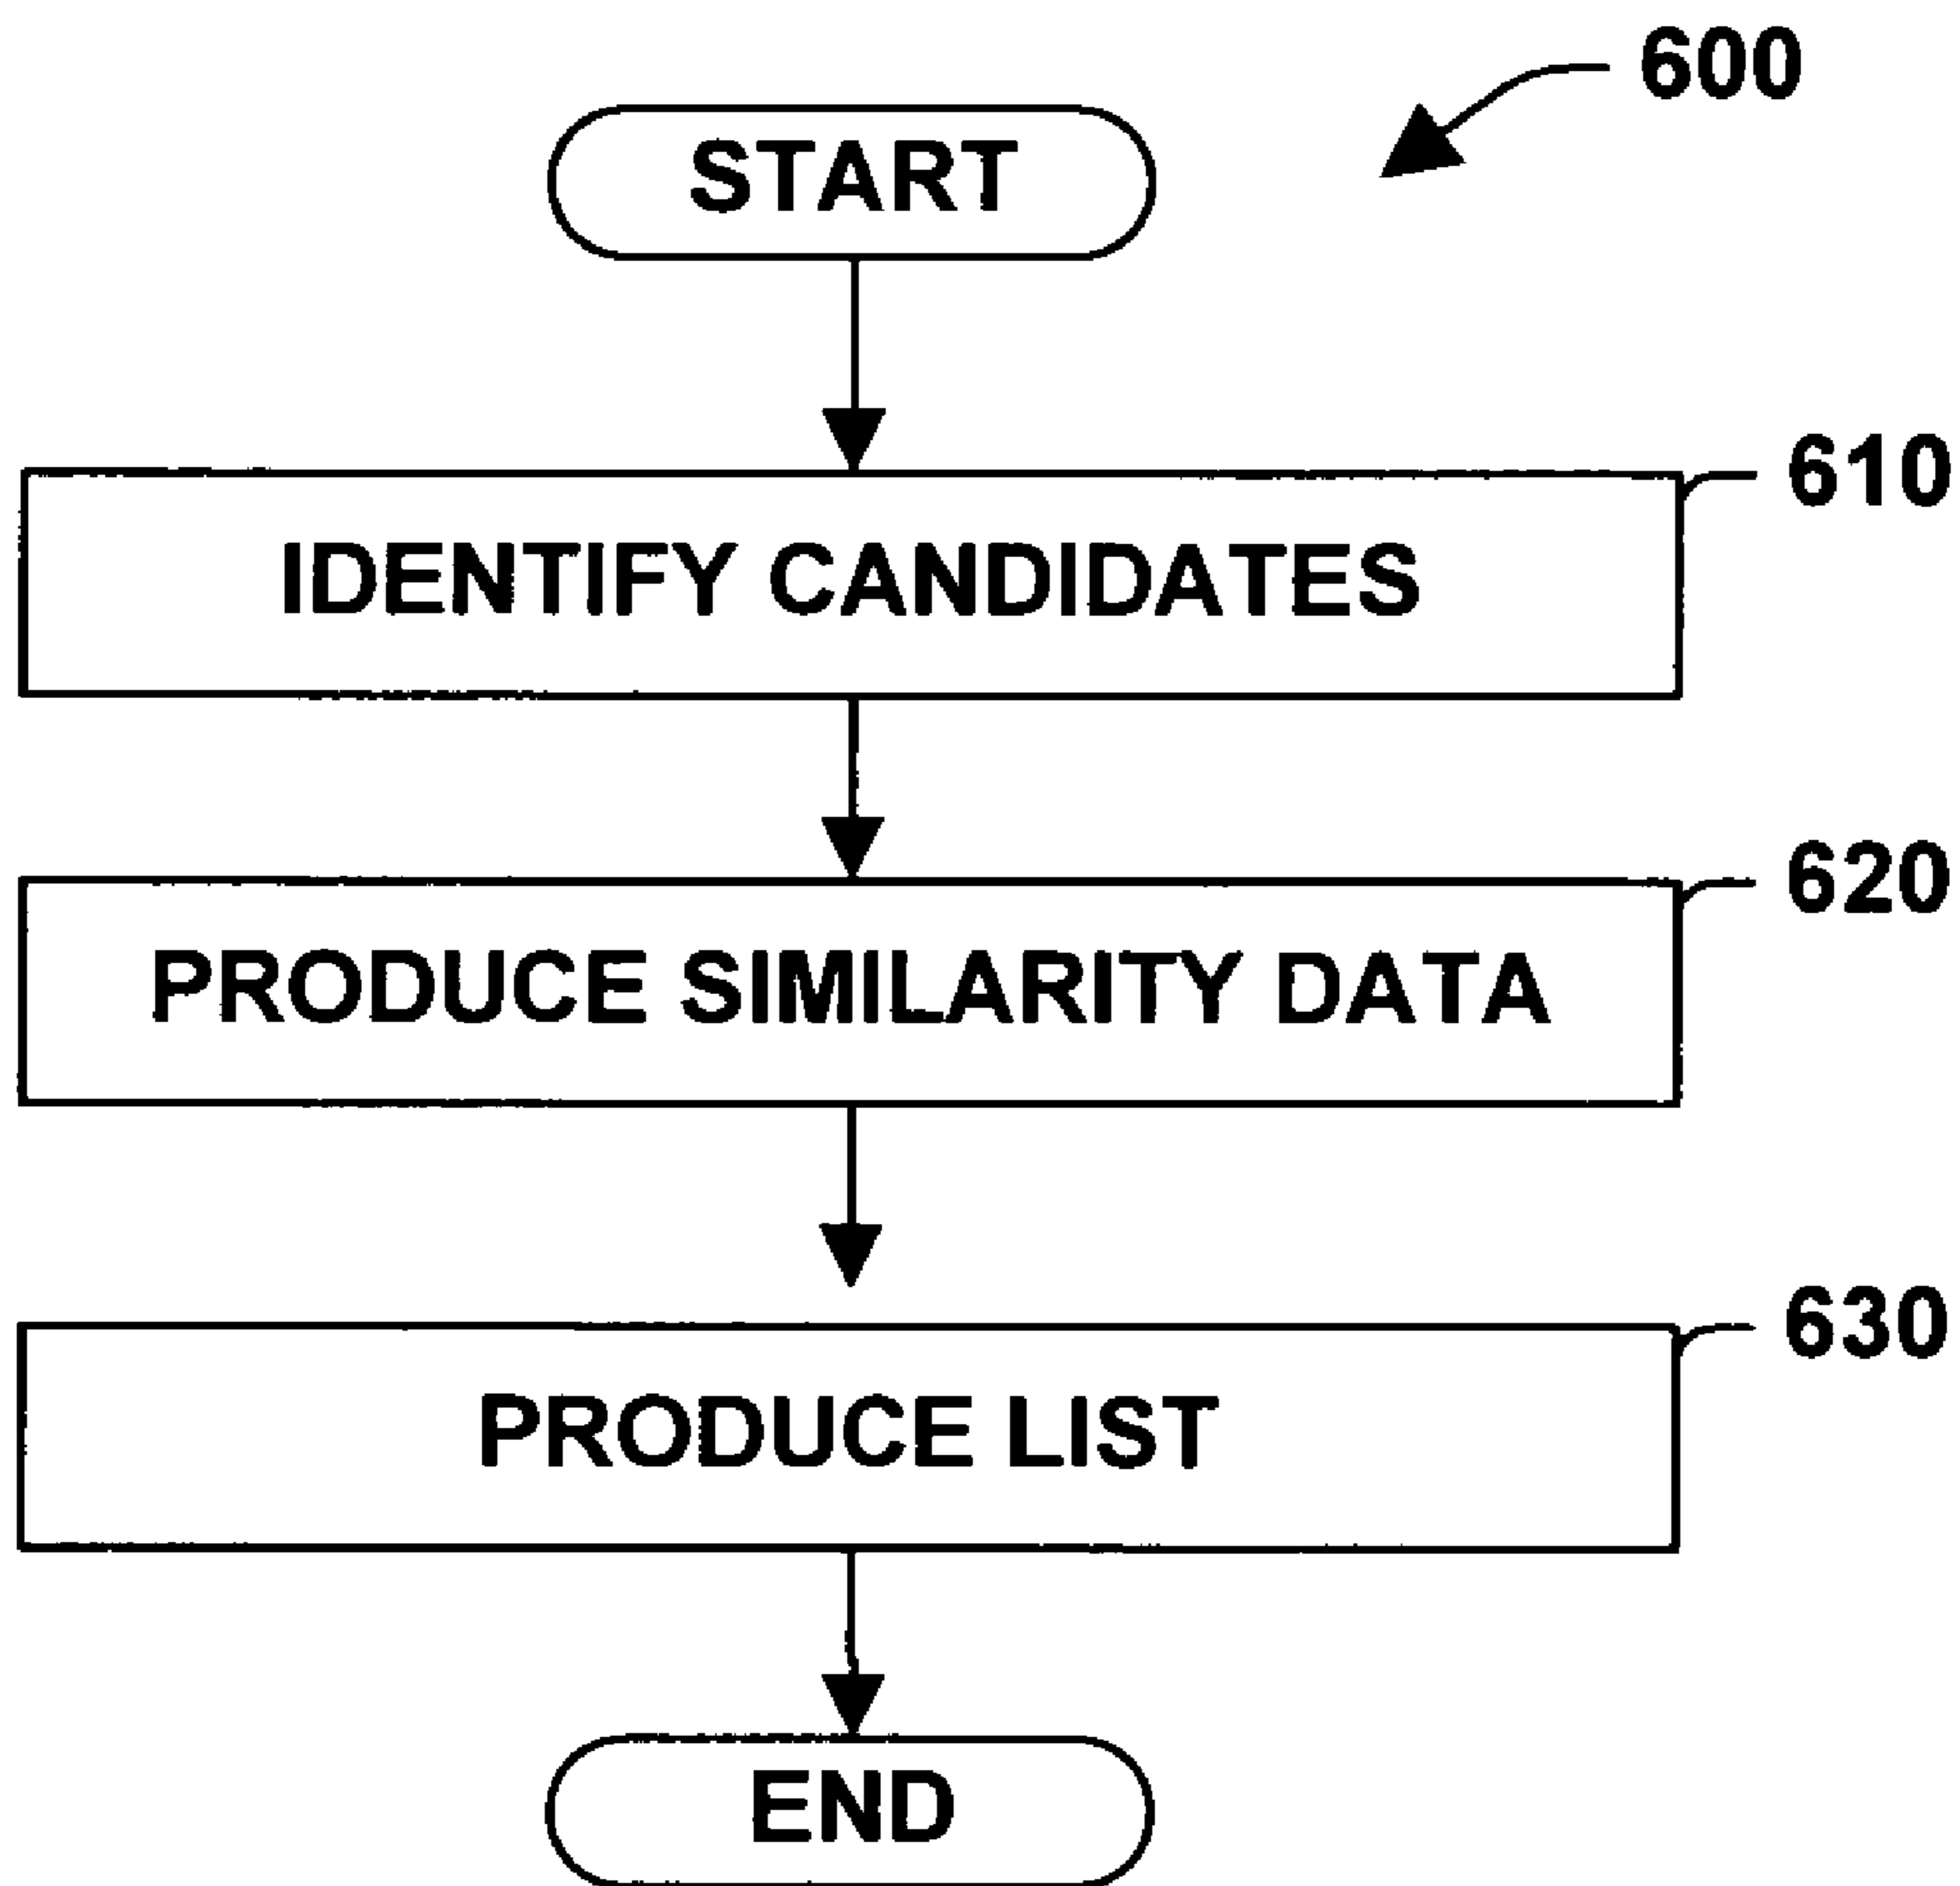 600
START
610
IDENTIFY CANDIDATES
620
PRODUCE SIMILARITY DATA
630
PRODUCE LIST
END